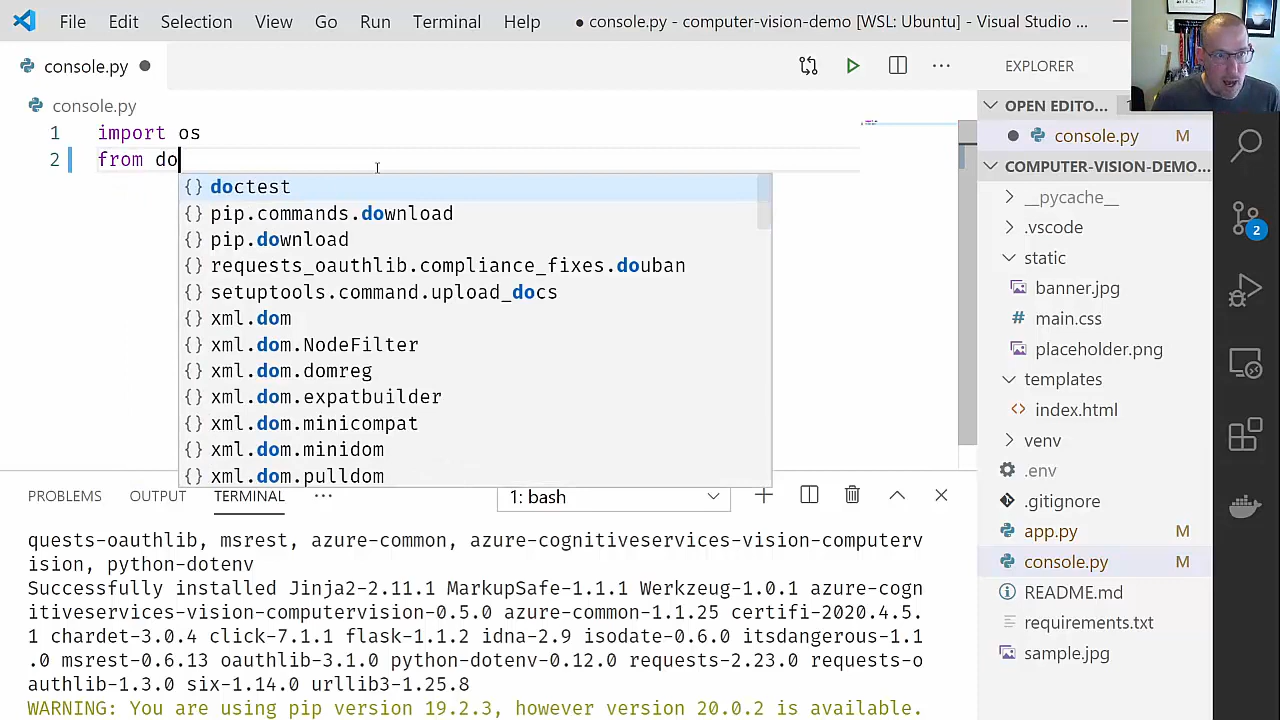 File Edit Selection View Go Run Terminal Help ● console.py - computer-vision-demo [WSL: Ubuntu] - Visual Studio ...
console.py
EXPLORER
console.py
OPEN EDITO... 1
1 import os
2 from do
doctest
pip.commands.download
pip.download
requests_oauthlib.compliance_fixes.douban
setuptools.command.upload_docs
xml.dom
xml.dom.NodeFilter
xml.dom.domreg
xml.dom.expatbuilder
xml.dom.minicompat
xml.dom.minidom
xml.dom.pulldom
console.py M
COMPUTER-VISION-DEMO...
__pycache__
.vscode
static
banner.jpg
main.css
placeholder.png
templates
index.html
venv
.env
.gitignore
app.py M
console.py M
README.md
requirements.txt
sample.jpg
2
PROBLEMS OUTPUT TERMINAL ... 1: bash
quests-oauthlib, msrest, azure-common, azure-cognitiveservices-vision-computerv
ision, python-dotenv
Successfully installed Jinja2-2.11.1 MarkupSafe-1.1.1 Werkzeug-1.0.1 azure-cogn
itiveservices-vision-computervision-0.5.0 azure-common-1.1.25 certifi-2020.4.5.
1 chardet-3.0.4 click-7.1.1 flask-1.1.2 idna-2.9 isodate-0.6.0 itsdangerous-1.1
.0 msrest-0.6.13 oauthlib-3.1.0 python-dotenv-0.12.0 requests-2.23.0 requests-o
authlib-1.3.0 six-1.14.0 urllib3-1.25.8
WARNING: You are using pip version 19.2.3, however version 20.0.2 is available.